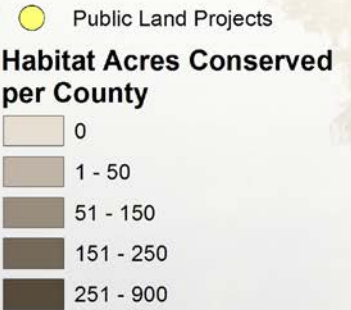 Public Land Projects
Habitat Acres Conserved
per County
0
1 - 50
51 - 150
151 - 250
251 - 900